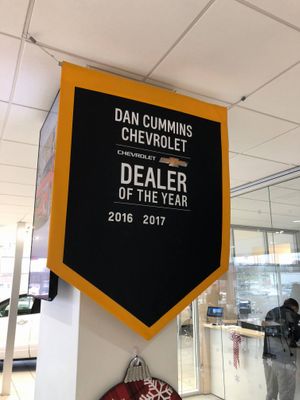 DAN CUMMINS
CHEVROLET
CHEVROLET
DEALER
OF THE YEAR
2016 2017